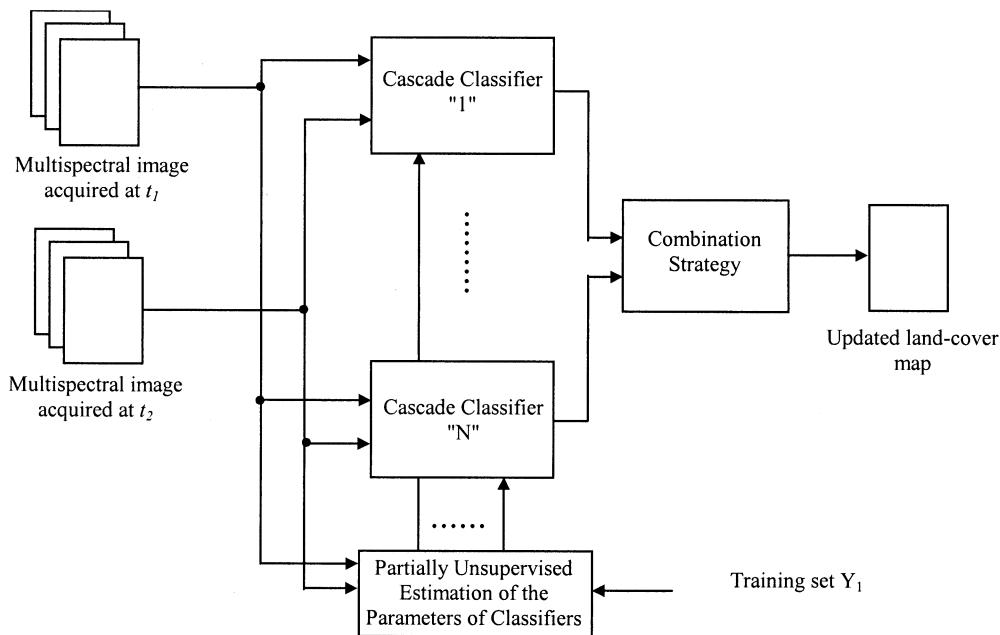 Multispectral image
acquired at t1
Multispectral image
acquired at t2
Cascade Classifier
"1"
Cascade Classifier
"N"
Partially Unsupervised
Estimation of the
Parameters of Classifiers
Training set Y1
Combination
Strategy
Updated land-cover
map